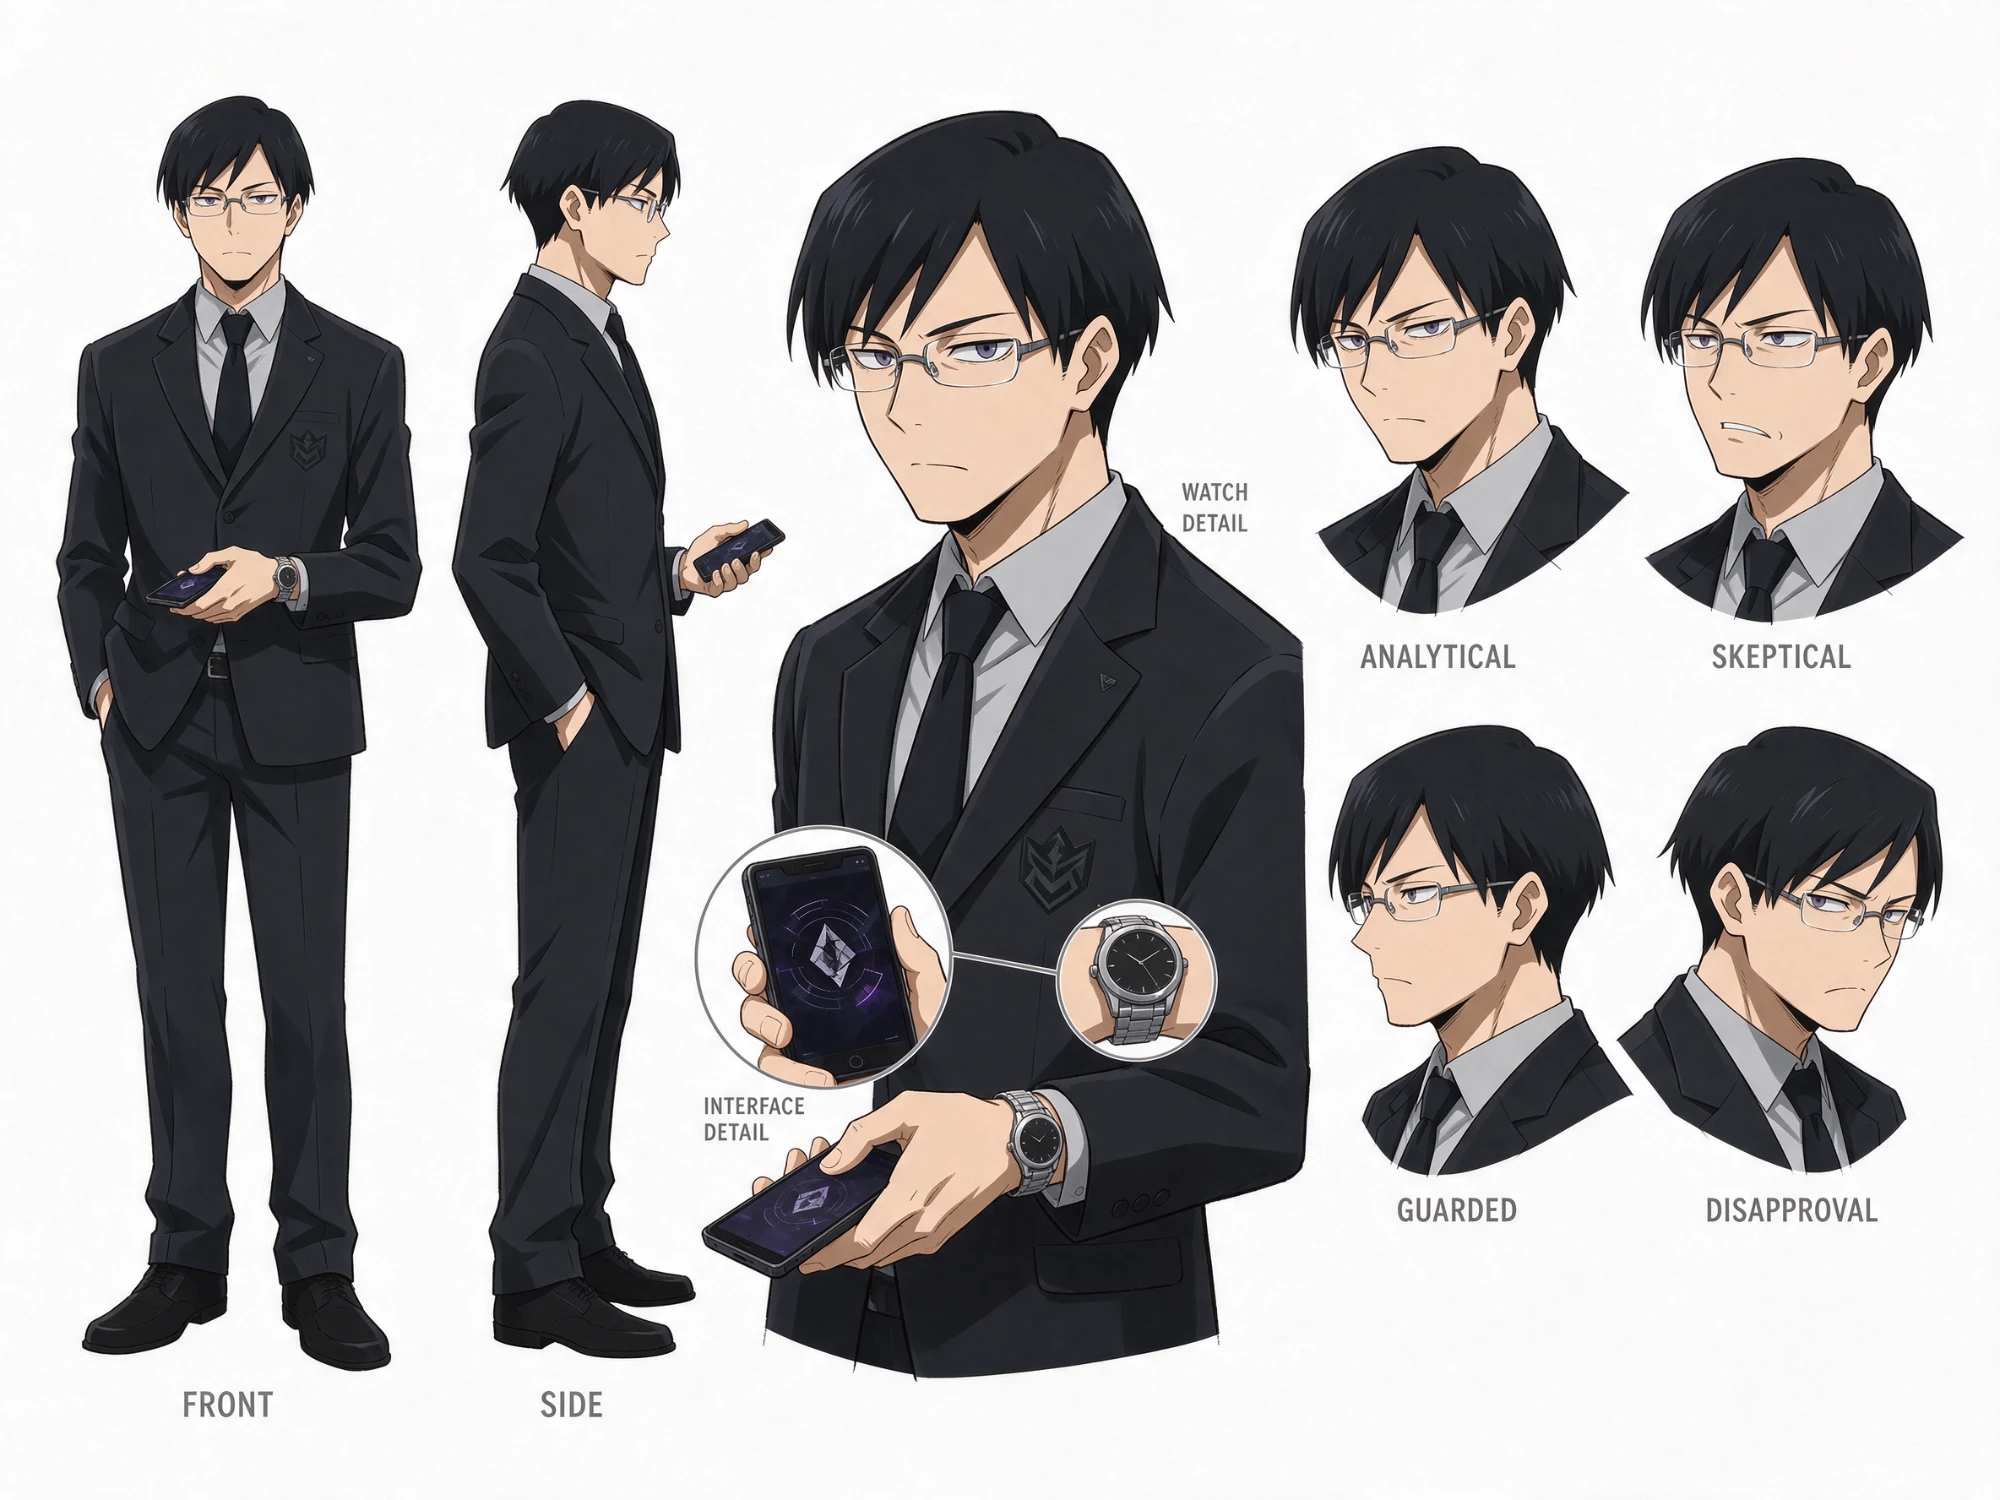 WATCH
DETAIL
ANALYTICAL
SKEPTICAL
INTERFACE
DETAIL
GUARDED
DISAPPROVAL
FRONT
SIDE